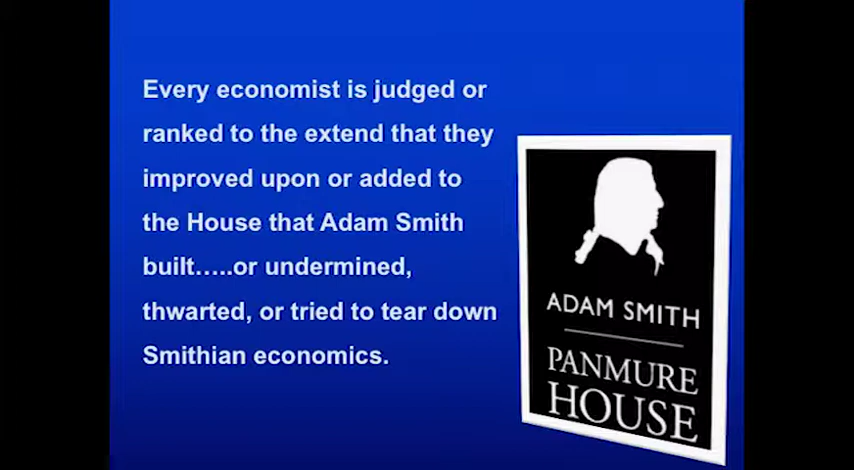 Every economist is judged or
ranked to the extend that they
improved upon or added to
the House that Adam Smith
built…..or undermined,
thwarted, or tried to tear down
Smithian economics.
ADAM SMITH
PANMURE
HOUSE